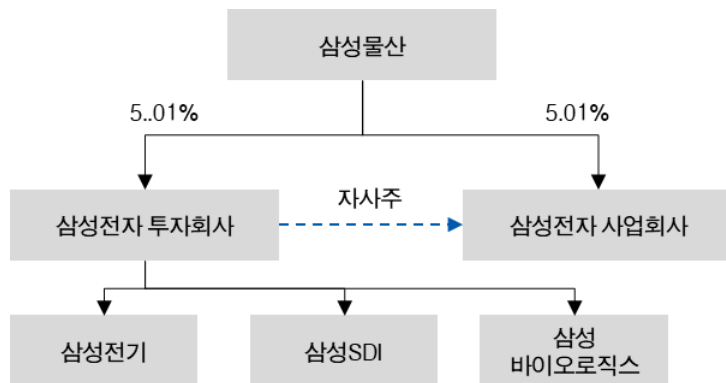 삼성물산
5..01%
5.01%
자사주
삼성전자 투자회사
삼성전자 사업회사
삼성전기
삼성SDI
삼성
바이오로직스